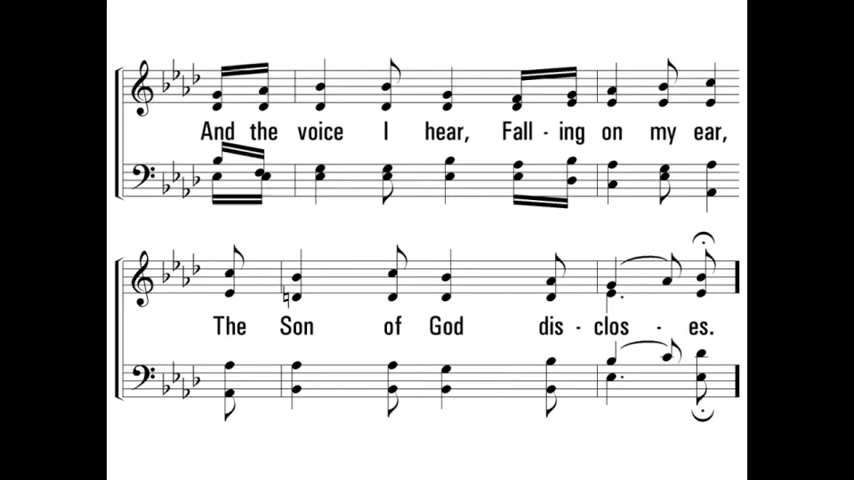 And the voice I hear, Fall - ing on my ear,
The Son of God dis - clos - es.